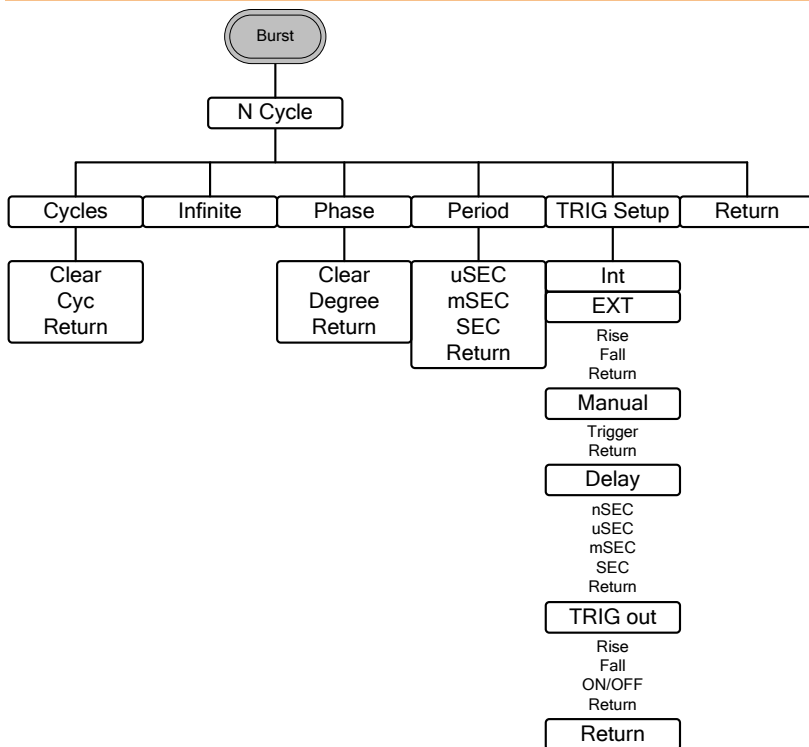 Burst
N Cycle
Cycles
Infinite
Phase
Period
TRIG Setup
Return
Clear
Cyc
Return
Clear
Degree
Return
uSEC
mSEC
SEC
Return
Int
EXT
Rise
Fall
Return
Manual
Trigger
Return
Delay
nSEC
uSEC
mSEC
SEC
Return
TRIG out
Rise
Fall
ON/OFF
Return
Return